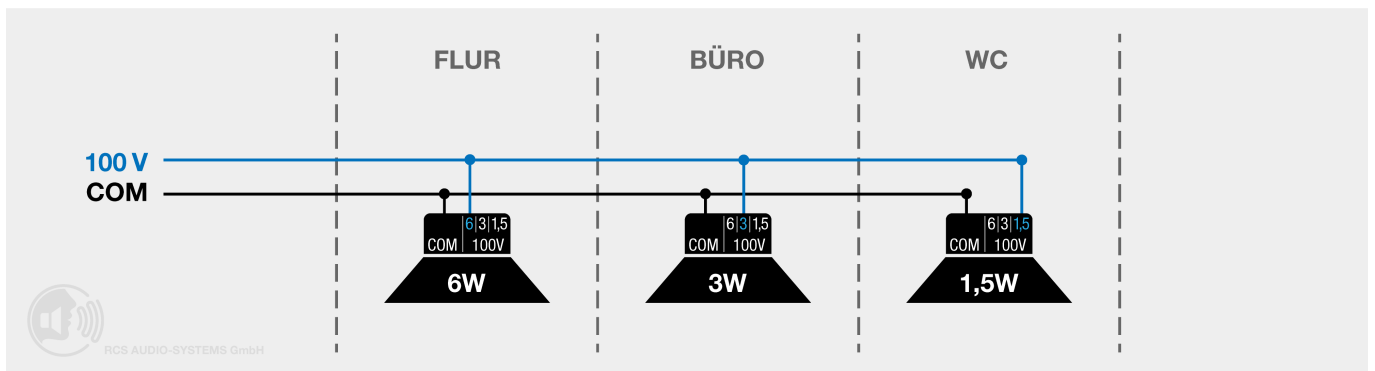 FLUR BÜRO WC
100 V
COM
6|3|1,5 6|3|1,5 6|3|1,5
COM 100V COM 100V COM 100V
6W 3W 1,5W
RCS AUDIO-SYSTEMS GmbH